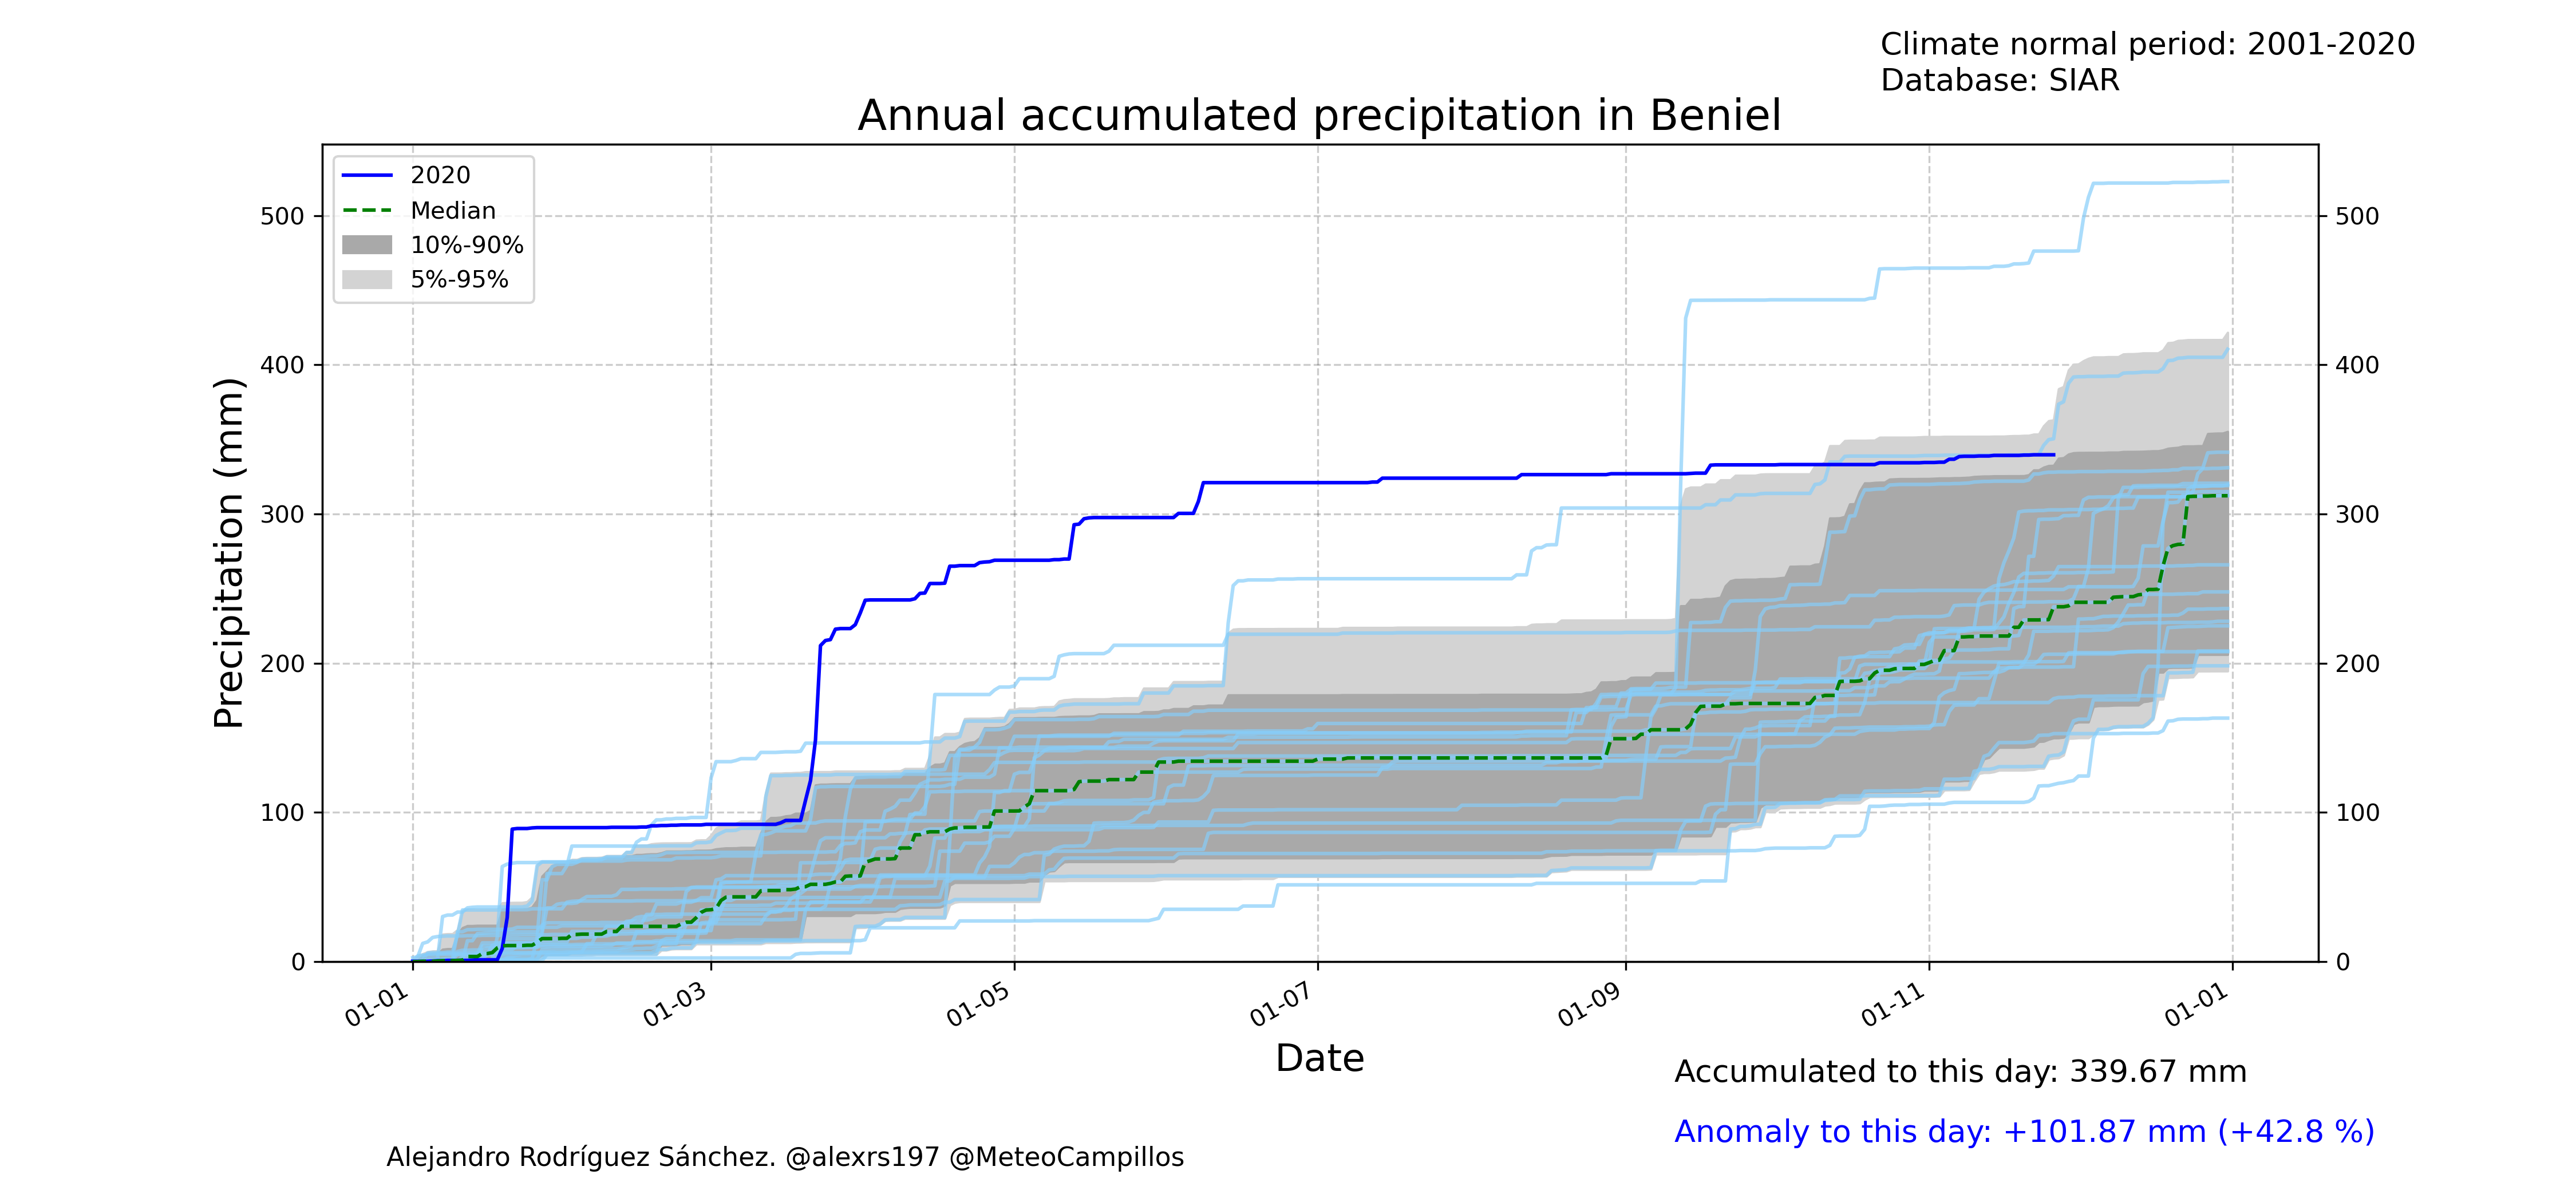 Climate normal period: 2001-2020
Database: SIAR
Annual accumulated precipitation in Beniel
2020
Median
10%-90%
5%-95%
Precipitation (mm)
500
400
300
200
100
0
500
400
300
200
100
0
01-01
01-03
01-05
01-07
01-09
01-11
01-01
Date
Accumulated to this day: 339.67 mm
Anomaly to this day: +101.87 mm (+42.8 %)
Alejandro Rodríguez Sánchez. @alexrs197 @MeteoCampillos